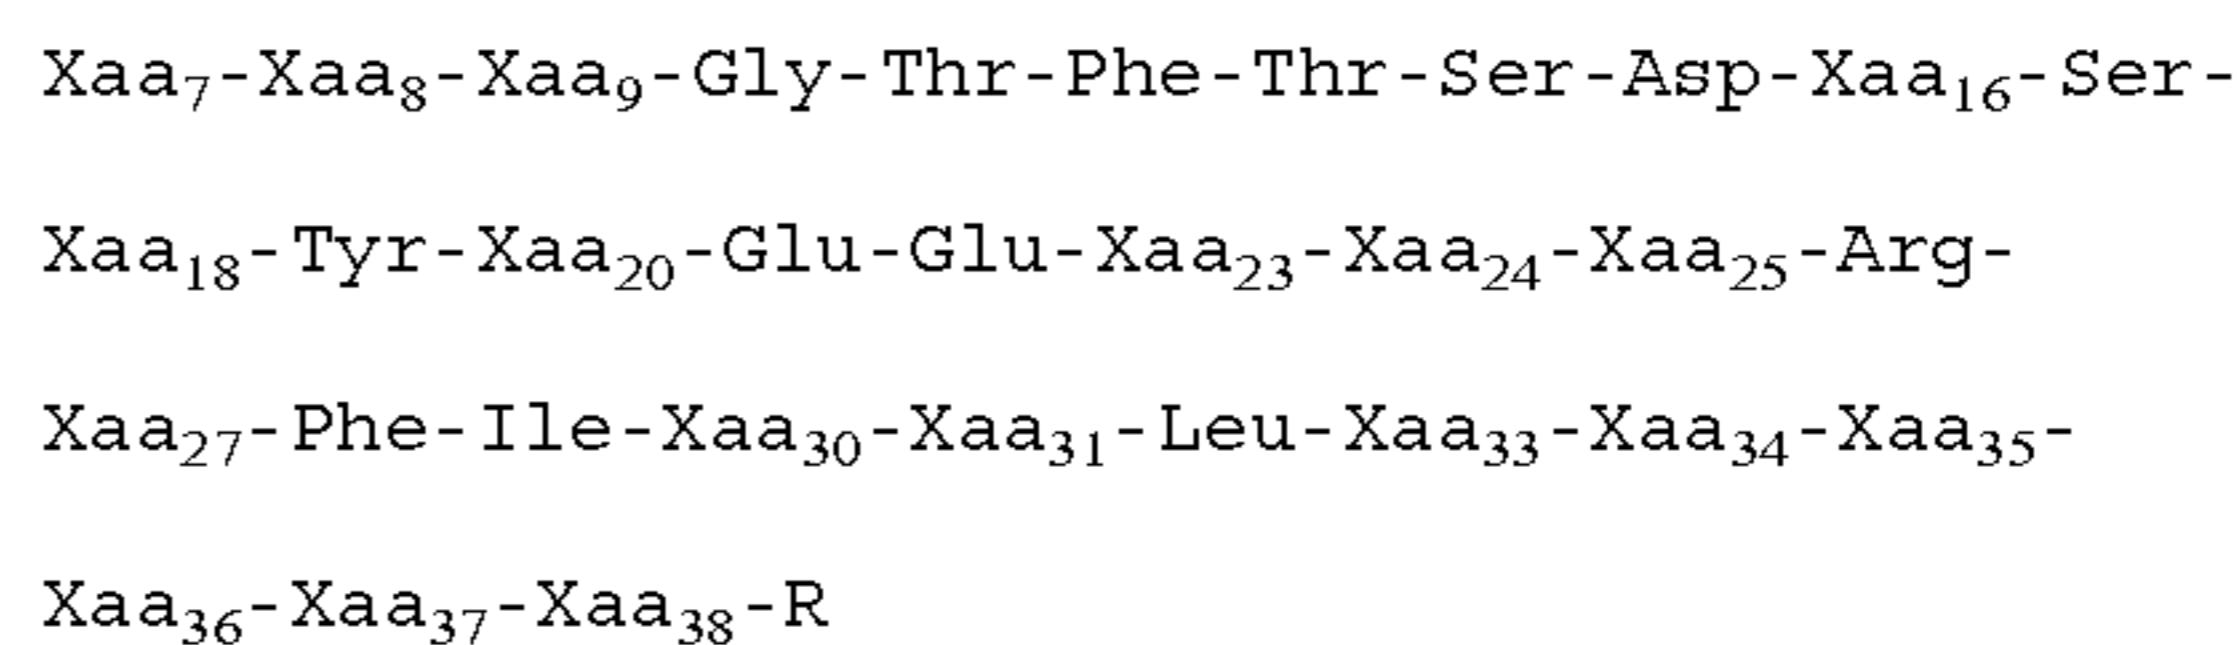 Xaa₇-Xaa₈-Xaa₉-Gly-Thr-Phe-Thr-Ser-Asp-Xaa₁₆-Ser-
Xaa₁₈-Tyr-Xaa₂₀-Glu-Glu-Xaa₂₃-Xaa₂₄-Xaa₂₅-Arg-
Xaa₂₇-Phe-Ile-Xaa₃₀-Xaa₃₁-Leu-Xaa₃₃-Xaa₃₄-Xaa₃₅-
Xaa₃₆-Xaa₃₇-Xaa₃₈-R